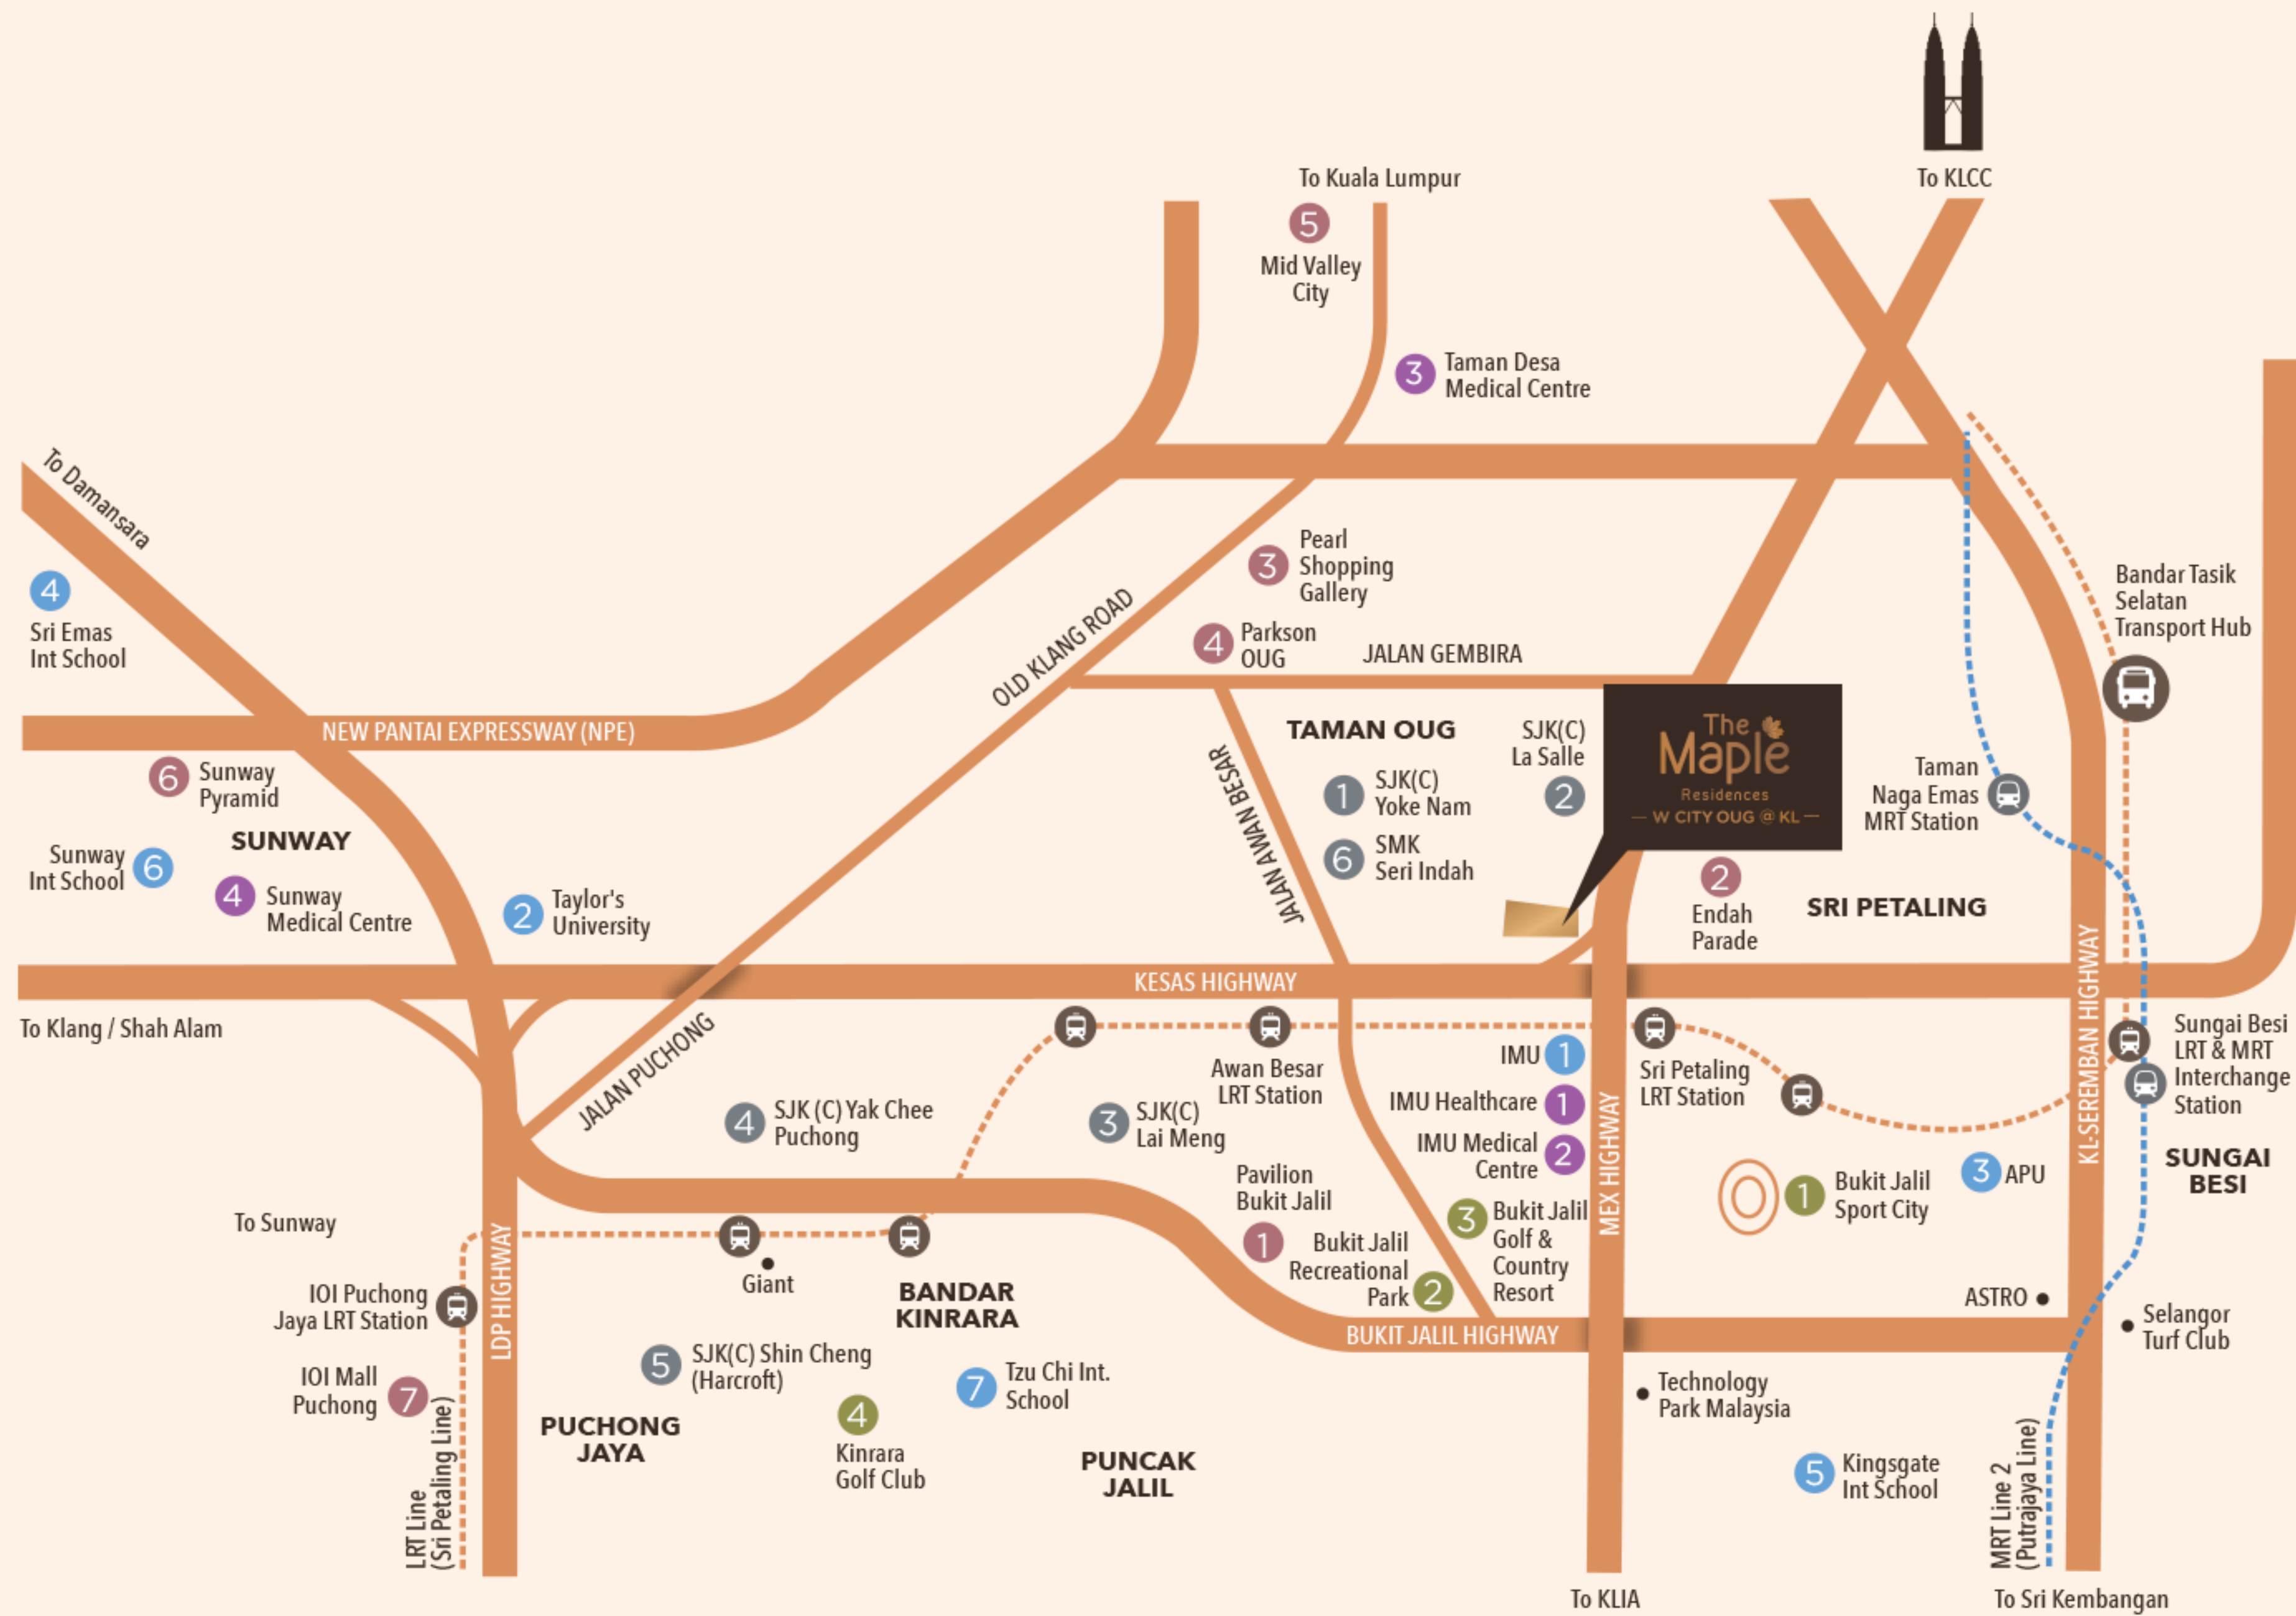 To KLCC
To Kuala Lumpur
5
Mid Valley
City
3
Taman Desa
Medical Centre
To Damansara
4
Sri Emas
Int School
NEW PANTAI EXPRESSWAY (NPE)
6
Sunway
Pyramid
SUNWAY
Sunway
Int School
6
4
Sunway
Medical Centre
2
Taylor's
University
OLD KLANG ROAD
3
Pearl
Shopping
Gallery
4
Parkson
OUG
JALAN GEMBIRA
JALAN AWAN BESAR
TAMAN OUG
1
SJK(C)
Yoke Nam
6
SMK
Seri Indah
SJK(C)
La Salle
2
The
Maple
Residences
— W CITY OUG @ KL —
2
Endah
Parade
SRI PETALING
Taman
Naga Emas
MRT Station
Bandar Tasik
Selatan
Transport Hub
KESAS HIGHWAY
To Klang / Shah Alam
JALAN PUCHONG
4
SJK (C) Yak Chee
Puchong
3
SJK(C)
Lai Meng
Awan Besar
LRT Station
IMU
1
IMU Healthcare
1
IMU Medical
Centre
2
MEX HIGHWAY
Sri Petaling
LRT Station
KL-SEREMBAN HIGHWAY
Sungai Besi
LRT & MRT
Interchange
Station
SUNGAI
BESI
1
Bukit Jalil
Sport City
3
APU
Pavilion
Bukit Jalil
1
Bukit Jalil
Recreational
Park
2
3
Bukit Jalil
Golf &
Country
Resort
BUKIT JALIL HIGHWAY
ASTRO
Selangor
Turf Club
To Sunway
LDP HIGHWAY
IOI Puchong
Jaya LRT Station
IOI Mall
Puchong
7
LRT Line
(Sri Petaling Line)
Giant
BANDAR
KINRARA
5
SJK(C) Shin Cheng
(Harcroft)
PUCHONG
JAYA
4
Kinrara
Golf Club
7
Tzu Chi Int.
School
PUNCAK
JALIL
Technology
Park Malaysia
5
Kingsgate
Int School
MRT Line 2
(Putrajaya Line)
To KLIA
To Sri Kembangan